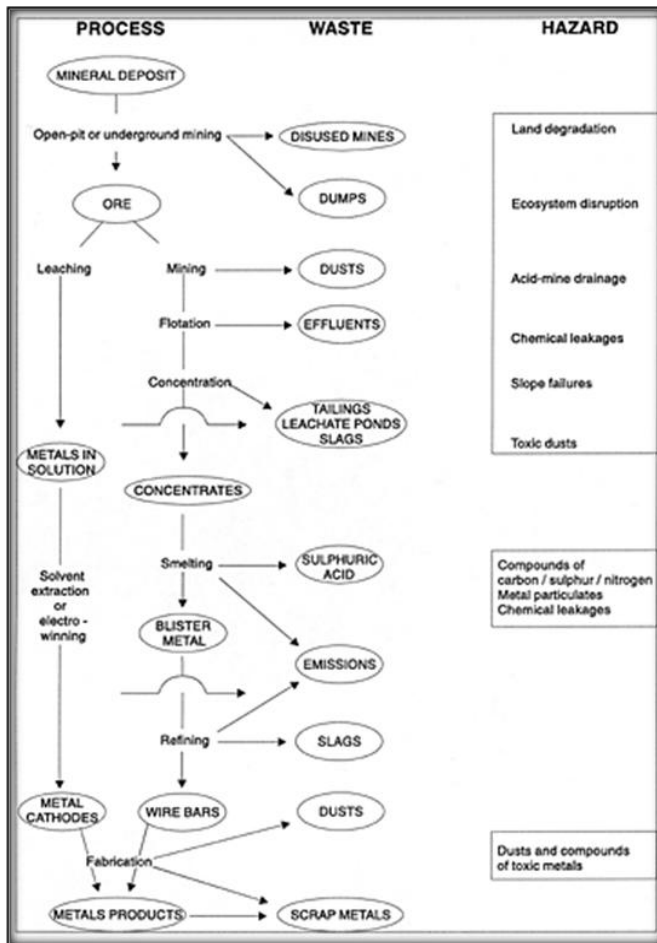 PROCESS
WASTE
HAZARD
MINERAL DEPOSIT
Open-pit or underground mining
DISUSED MINES
Land degradation
DUMPS
Ecosystem disruption
ORE
Leaching
Mining
DUSTS
Acid-mine drainage
Flotation
EFFLUENTS
Chemical leakages
Concentration
Slope failures
TAILINGS
LEACHATE PONDS
SLAGS
Toxic dusts
METALS IN
SOLUTION
CONCENTRATES
Smelting
SULPHURIC
ACID
Compounds of
carbon / sulphur / nitrogen
Metal particulates
Chemical leakages
Solvent
extraction
or
electro -
winning
BLISTER
METAL
EMISSIONS
Refining
SLAGS
METAL
CATHODES
WIRE BARS
DUSTS
Fabrication
Dusts and compounds
of toxic metals
METALS PRODUCTS
SCRAP METALS